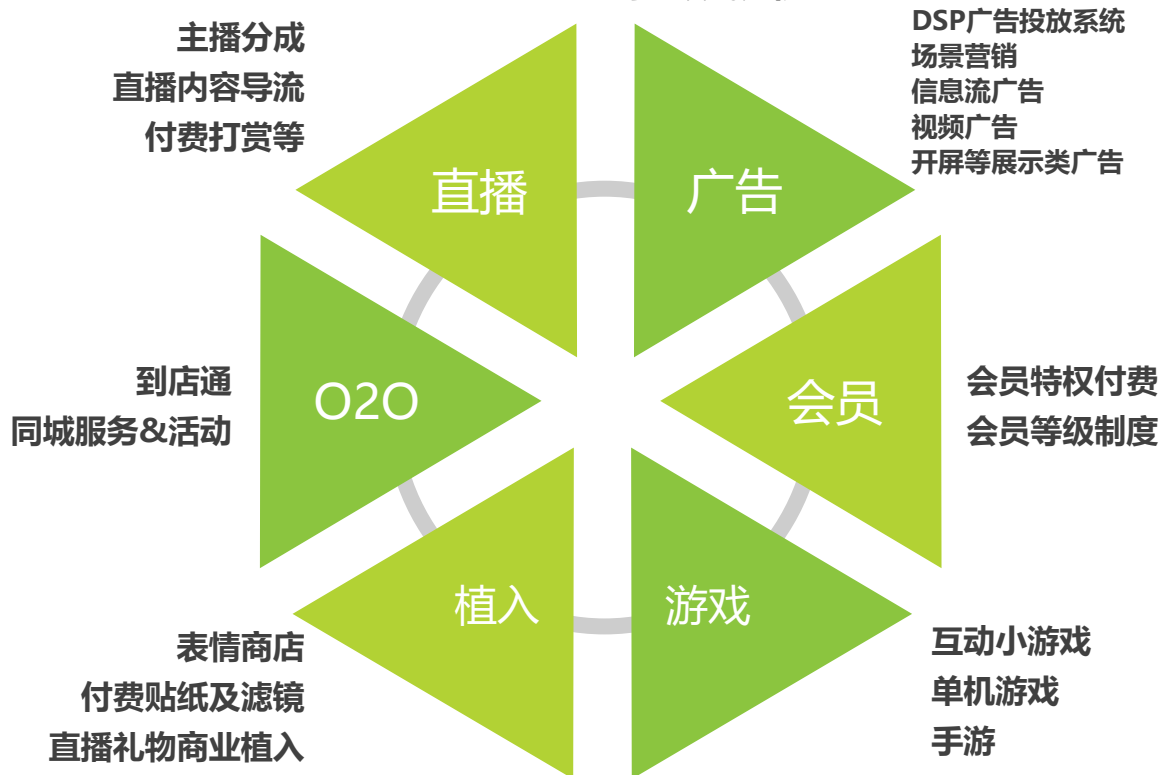 主播分成
直播内容导流
付费打赏等
直播
广告
DSP广告投放系统
场景营销
信息流广告
视频广告
开屏等展示类广告
到店通
同城服务&活动
O2O
会员
会员特权付费
会员等级制度
表情商店
付费贴纸及滤镜
直播礼物商业植入
植入
游戏
互动小游戏
单机游戏
手游